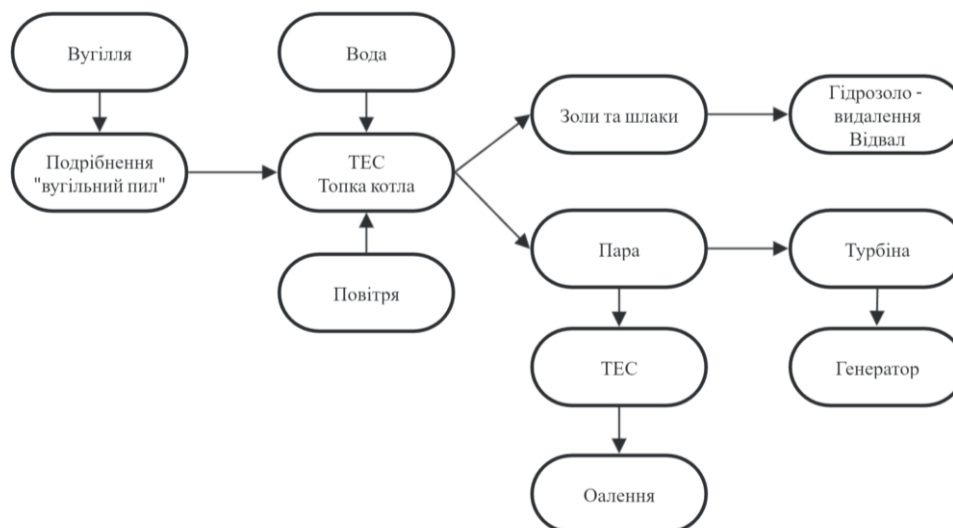 Вугілля
Вода
Золи та шлаки
Гідрозоло -
видалення
Відвал
Подрібнення
"вугільний пил"
ТЕС
Топка котла
Пара
Турбіна
Повітря
ТЕС
Генератор
Оалення